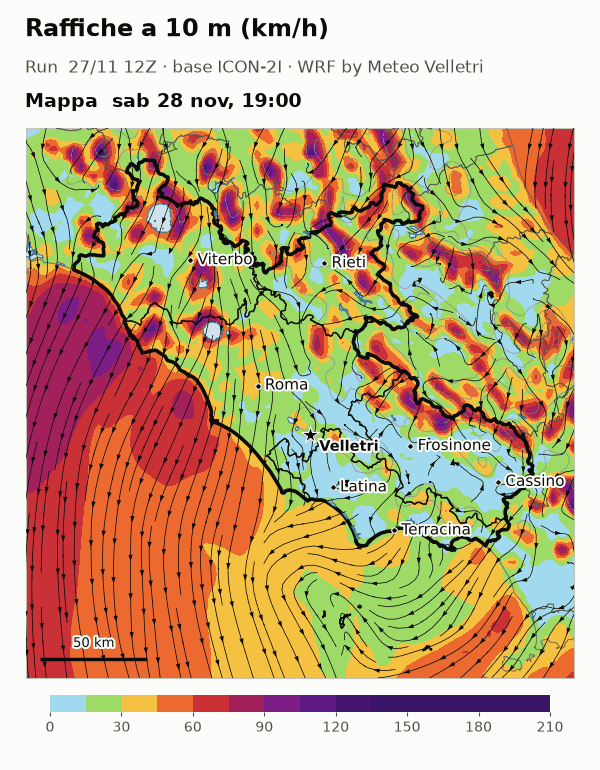 Raffiche a 10 m (km/h)
Run  27/11 12Z · base ICON-2I · WRF by Meteo Velletri
Mappa  sab 28 nov, 19:00
Viterbo
Rieti
Roma
Velletri
Frosinone
Latina
Cassino
Terracina
50 km
0 30 60 90 120 150 180 210